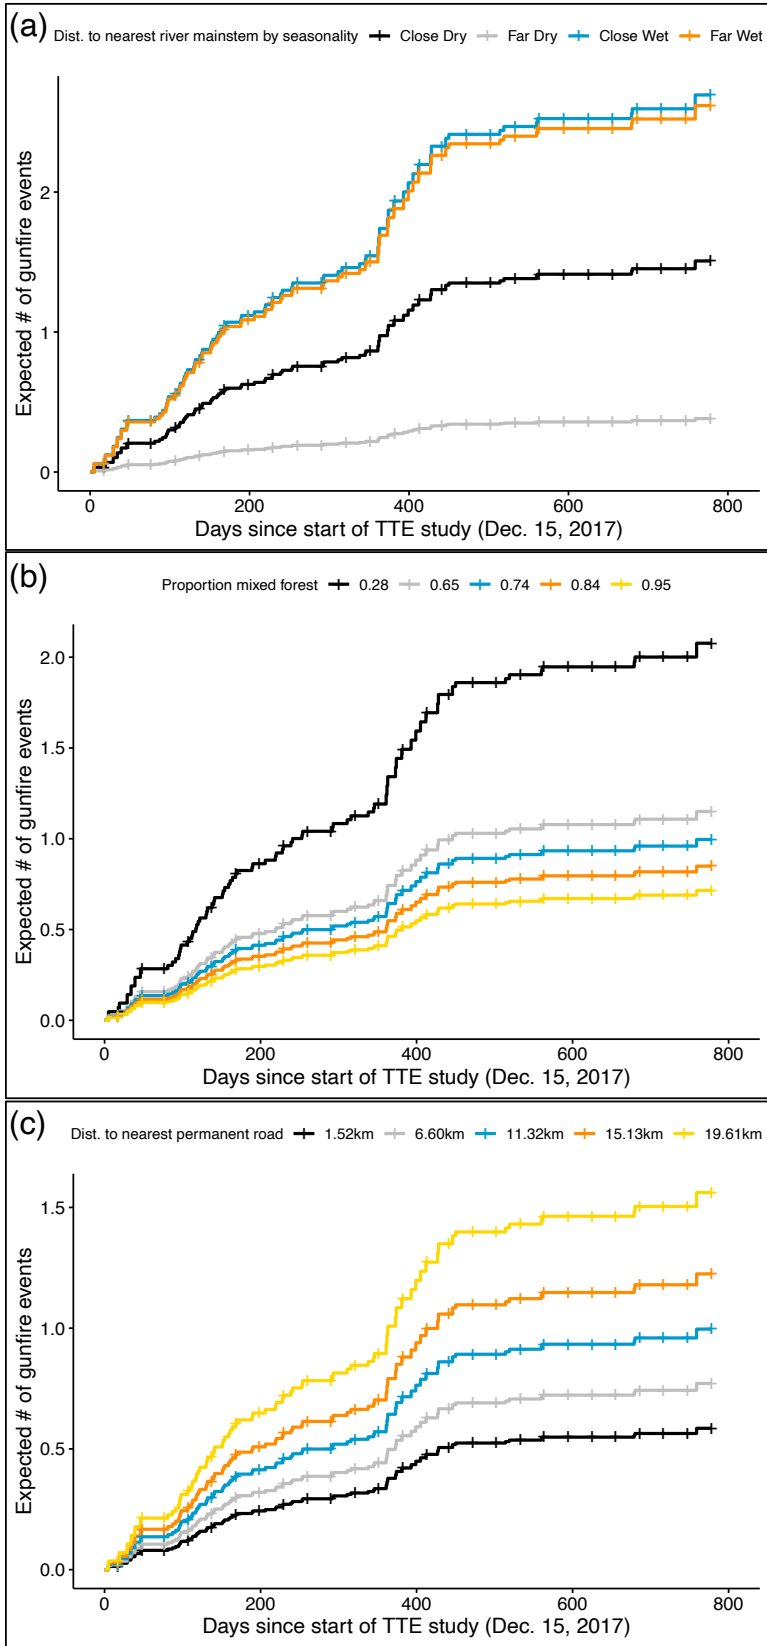 (a)
Dist. to nearest river mainstem by seasonality Close Dry Far Dry Close Wet Far Wet
Expected # of gunfire events
2
1
0
0 200 400 600 800
Days since start of TTE study (Dec. 15, 2017)
(b)
Proportion mixed forest 0.28 0.65 0.74 0.84 0.95
Expected # of gunfire events
2.0
1.5
1.0
0.5
0.0
0 200 400 600 800
Days since start of TTE study (Dec. 15, 2017)
(c)
Dist. to nearest permanent road 1.52km 6.60km 11.32km 15.13km 19.61km
Expected # of gunfire events
1.5
1.0
0.5
0.0
0 200 400 600 800
Days since start of TTE study (Dec. 15, 2017)